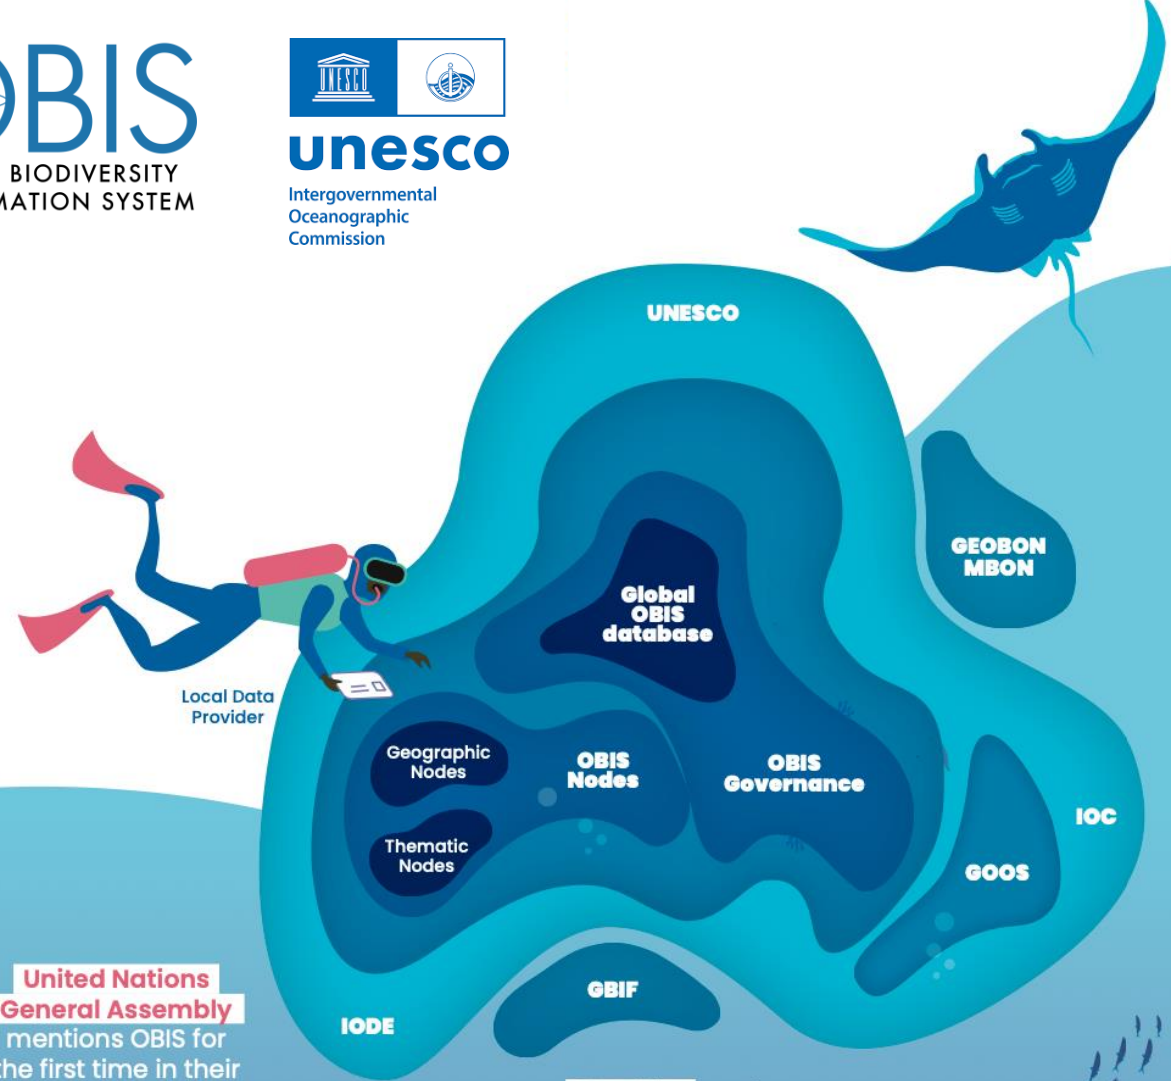 OBIS
BIODIVERSITY
MATION SYSTEM
UNESCO
unesco
Intergovernmental
Oceanographic
Commission
UNESCO
GEOBON
MBON
Global
OBIS
database
Local Data
Provider
Geographic
Nodes
OBIS
Nodes
OBIS
Governance
Thematic
Nodes
IOC
GOOS
GBIF
IODE
United Nations
General Assembly
mentions OBIS for
the first time in their